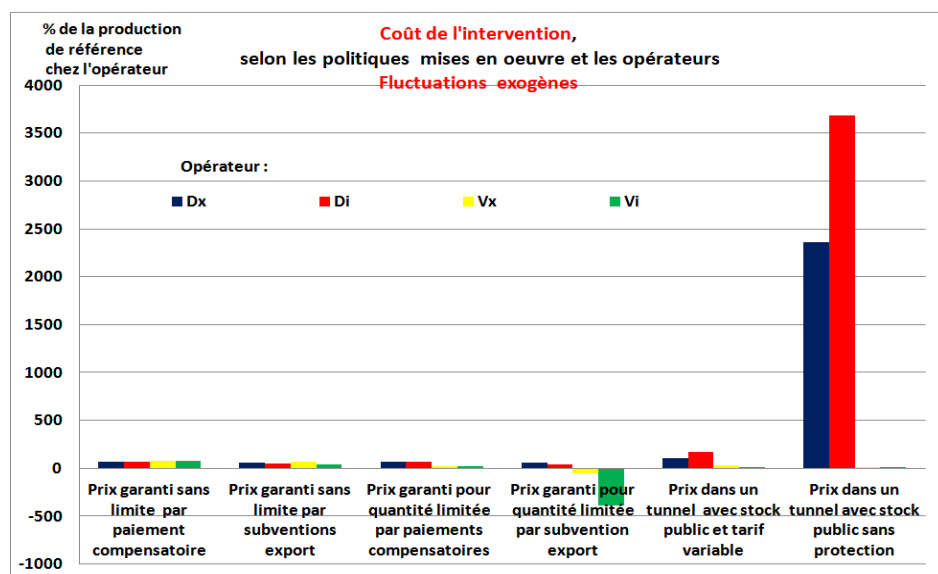 % de la production
de référence
chez l'opérateur
Coût de l'intervention,
selon les politiques mises en oeuvre et les opérateurs
Fluctuations exogènes
4000
3500
3000
2500
2000
1500
1000
500
0
-500
-1000
Opérateur :
Dx Di Vx Vi
Prix garanti sans
limite par
paiement
compensatoire
Prix garanti sans
limite par
subventions
export
Prix garanti pour
quantité limitée
par paiements
compensatoires
Prix garanti pour
quantité limitée
par subvention
export
Prix dans un
tunnel avec stock
public et tarif
variable
Prix dans un
tunnel avec stock
public sans
protection